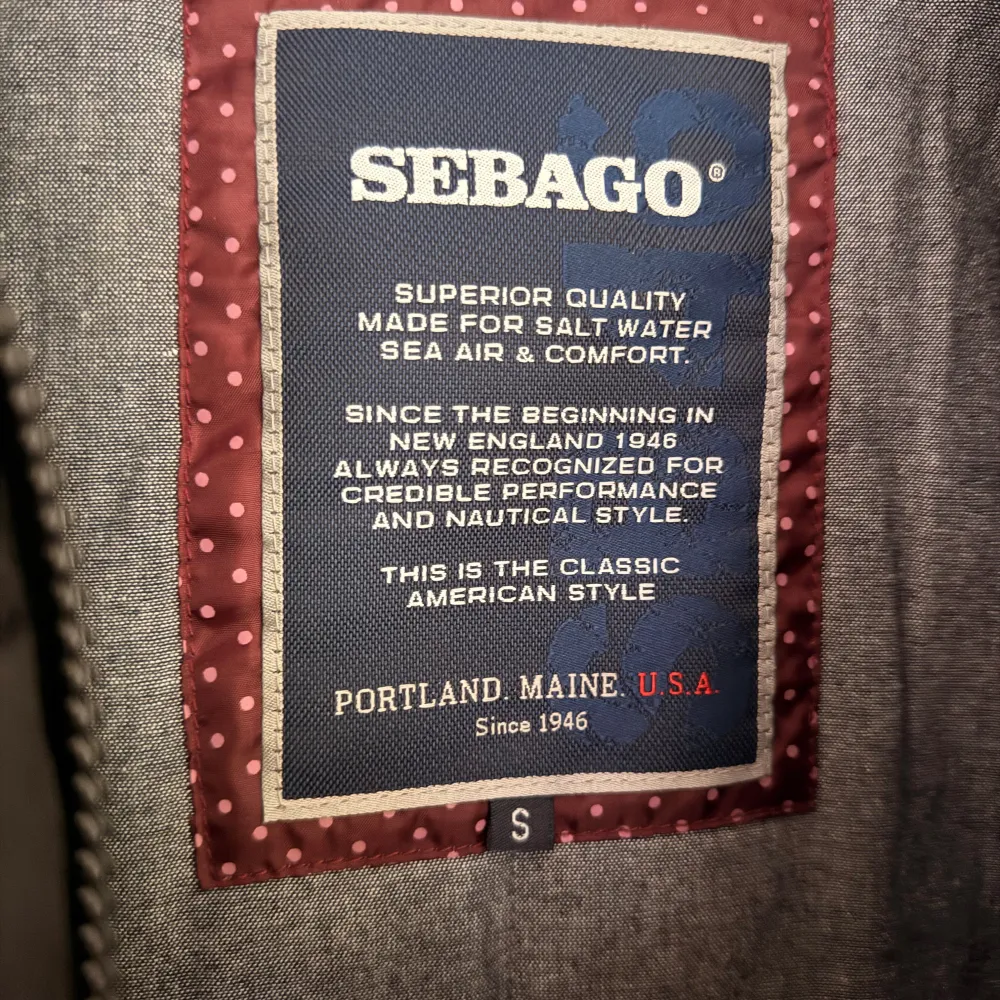 SEBAGO®
SUPERIOR QUALITY
MADE FOR SALT WATER
SEA AIR & COMFORT.
SINCE THE BEGINNING IN
NEW ENGLAND 1946
ALWAYS RECOGNIZED FOR
CREDIBLE PERFORMANCE
AND NAUTICAL STYLE.
THIS IS THE CLASSIC
AMERICAN STYLE
PORTLAND. MAINE. U.S.A.
Since 1946
S